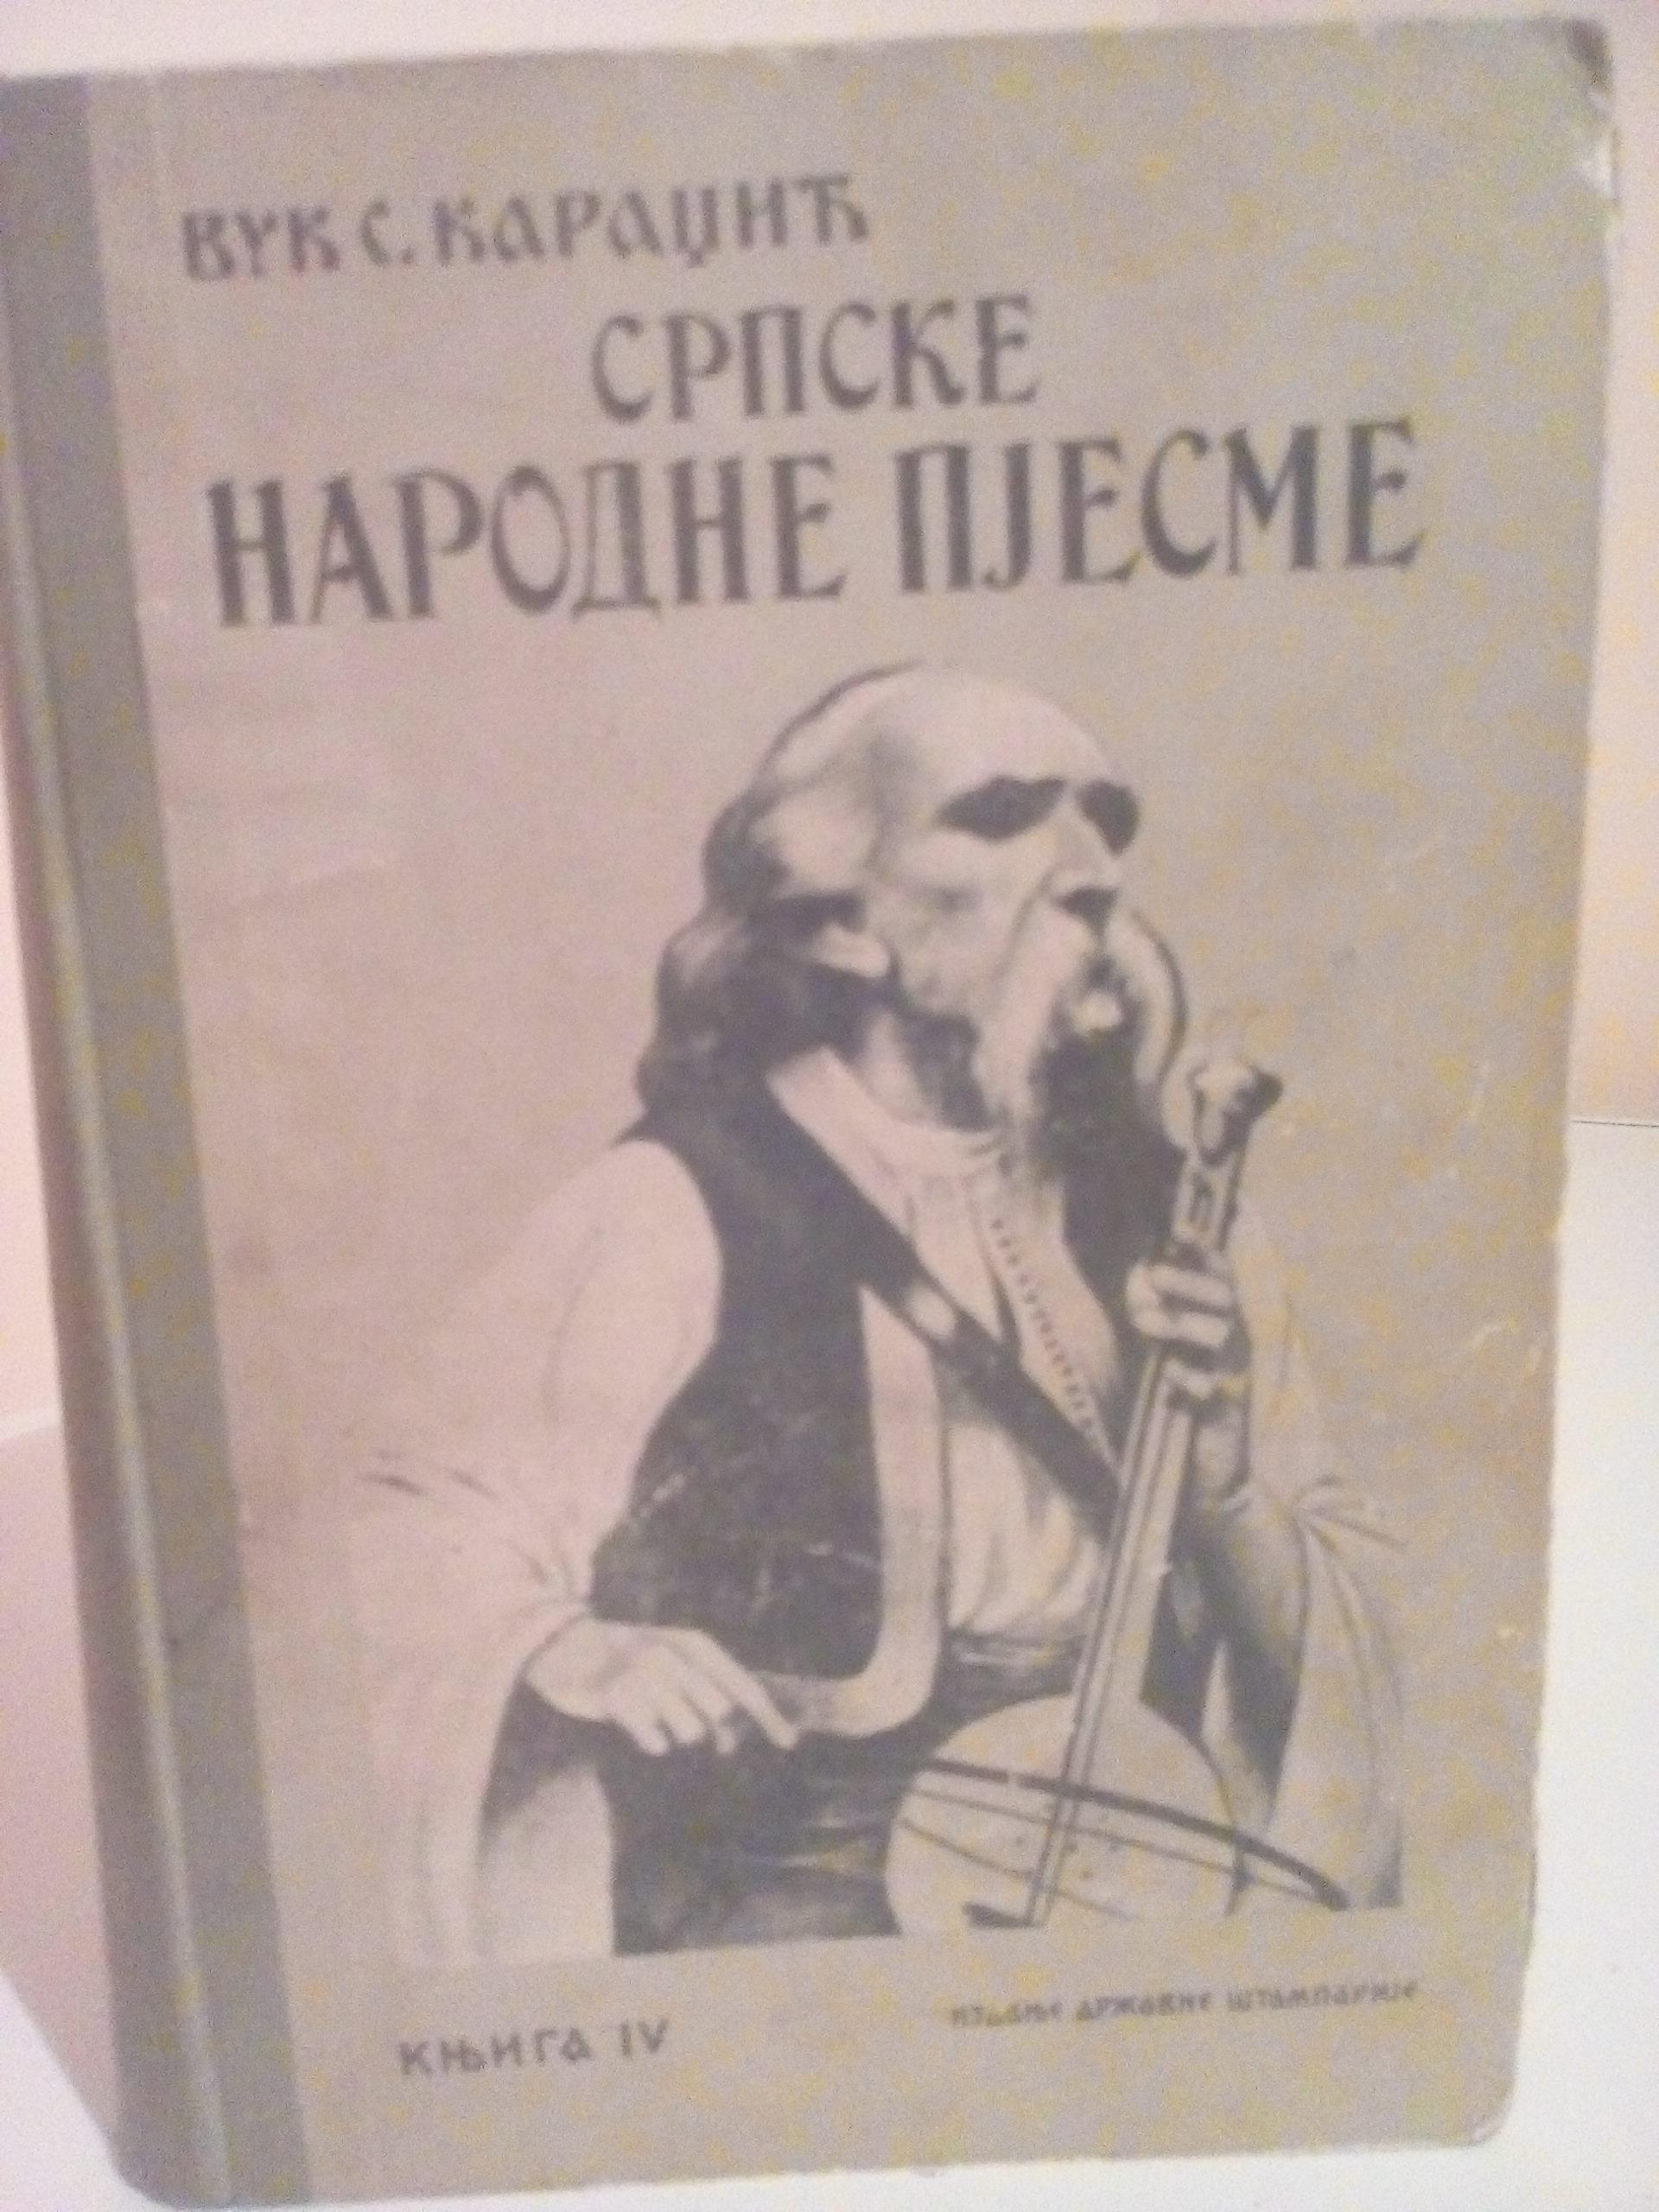 ВУК С. КАРАЏИЋ
СРПСКЕ
НАРОДНЕ ПЈЕСМЕ
КЊИГА IV
ИЗДАЊЕ ДРЖАВНЕ ШТАМПАРИЈЕ